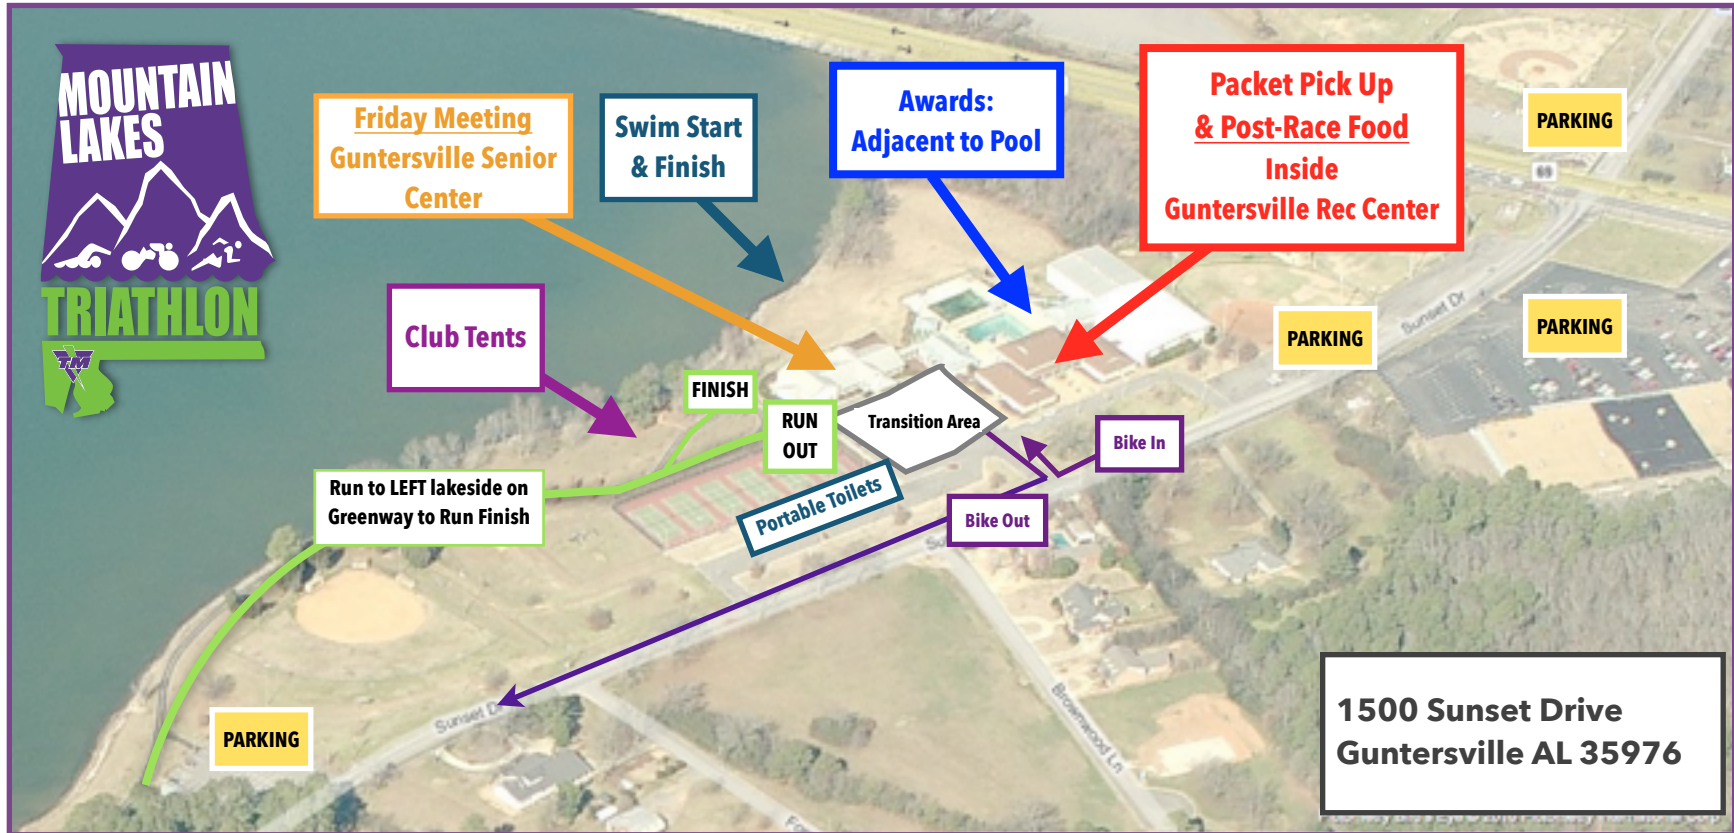 MOUNTAIN
LAKES
TRIATHLON
TM
Friday Meeting
Guntersville Senior
Center
Swim Start
& Finish
Awards:
Adjacent to Pool
Packet Pick Up
& Post-Race Food
Inside
Guntersville Rec Center
PARKING
69
PARKING
Sunset Dr
PARKING
Club Tents
FINISH
RUN
OUT
Transition Area
Bike In
Run to LEFT lakeside on
Greenway to Run Finish
Portable Toilets
Bike Out
Sunset Dr
Brownwood Ln
PARKING
1500 Sunset Drive
Guntersville AL 35976